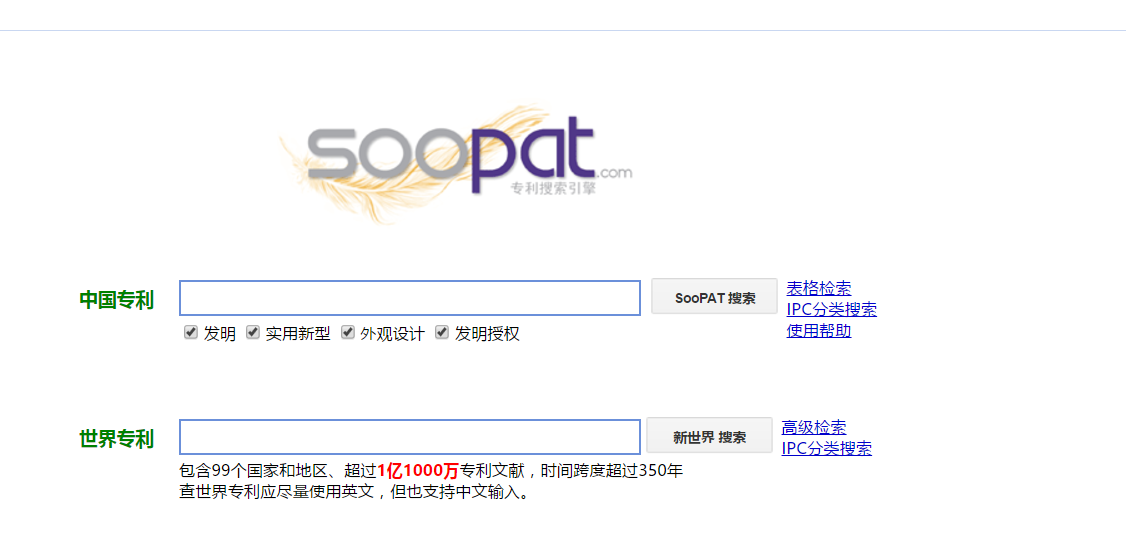 soopat.com
专利搜索引擎
中国专利
SooPAT 搜索
表格检索
IPC分类搜索
使用帮助
发明 实用新型 外观设计 发明授权
世界专利
新世界 搜索
高级检索
IPC分类搜索
包含99个国家和地区、超过1亿1000万专利文献，时间跨度超过350年
查世界专利应尽量使用英文，但也支持中文输入。